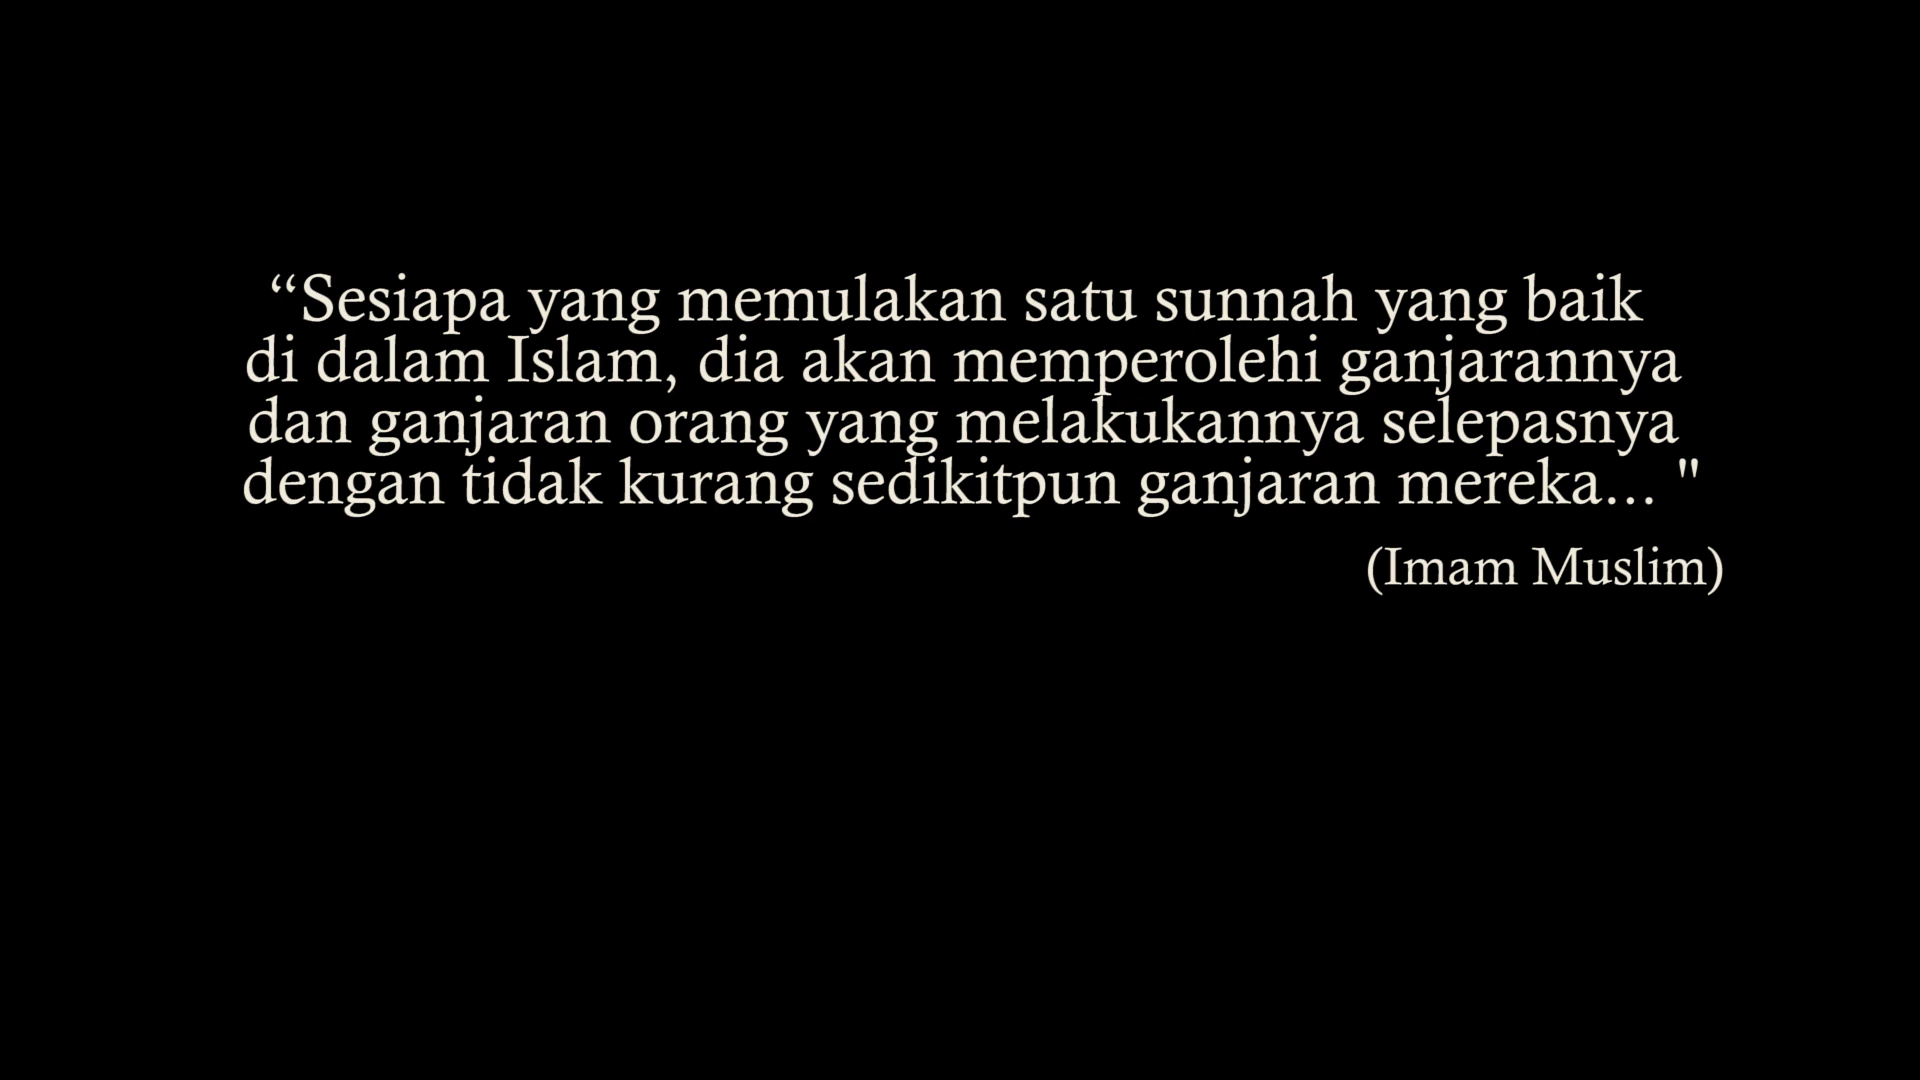 “Sesiapa yang memulakan satu sunnah yang baik
di dalam Islam, dia akan memperolehi ganjarannya
dan ganjaran orang yang melakukannya selepasnya
dengan tidak kurang sedikitpun ganjaran mereka... "
(Imam Muslim)